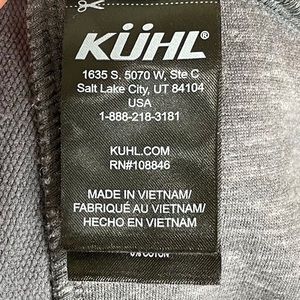 KÜHL®
1635 S. 5070 W, Ste C
Salt Lake City, UT 84104
USA
1-888-218-3181
KUHL.COM
RN#108846
MADE IN VIETNAM/
FABRIQUÉ AU VIETNAM/
HECHO EN VIETNAM